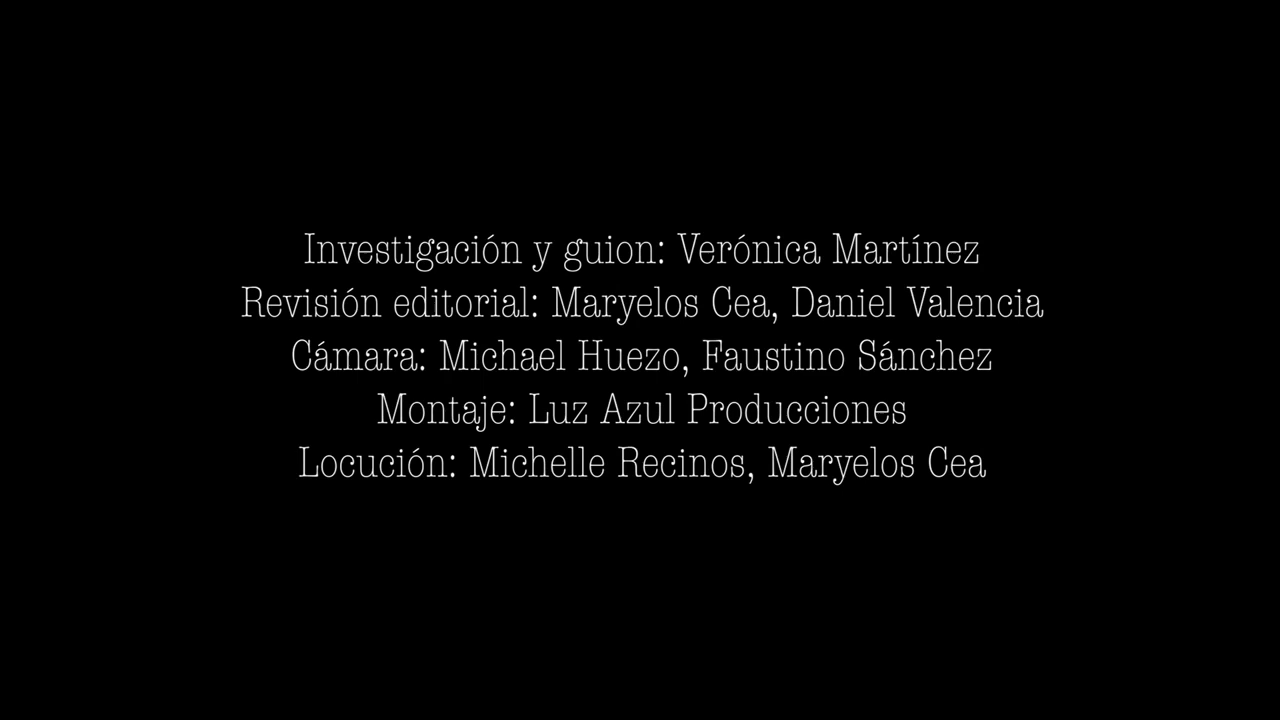 Investigación y guion: Verónica Martínez
Revisión editorial: Maryelos Cea, Daniel Valencia
Cámara: Michael Huezo, Faustino Sánchez
Montaje: Luz Azul Producciones
Locución: Michelle Recinos, Maryelos Cea